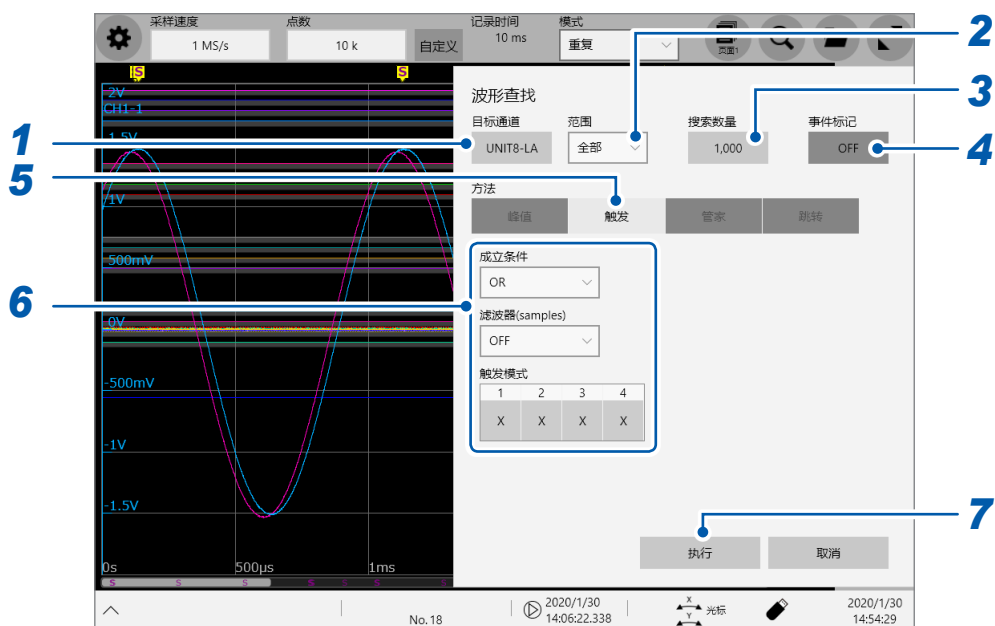 采样速度 点数 记录时间 模式
1 MS/s 10 k 自定义 10 ms 重复 页面1
2
3
4
1
5
6
7
S S
2V
CH1-1
1.5V
1V
500mV
0V
-500mV
-1V
-1.5V
0s 500µs 1ms
S S S S S S S
波形查找
目标通道 范围 搜索数量 事件标记
UNIT8-LA 全部 1,000 OFF
方法
峰值 触发 管家 跳转
成立条件
OR
滤波器(samples)
OFF
触发模式
1 2 3 4
X X X X
执行 取消
No.18
2020/1/30
14:06:22.338
X
Y
光标
2020/1/30
14:54:29